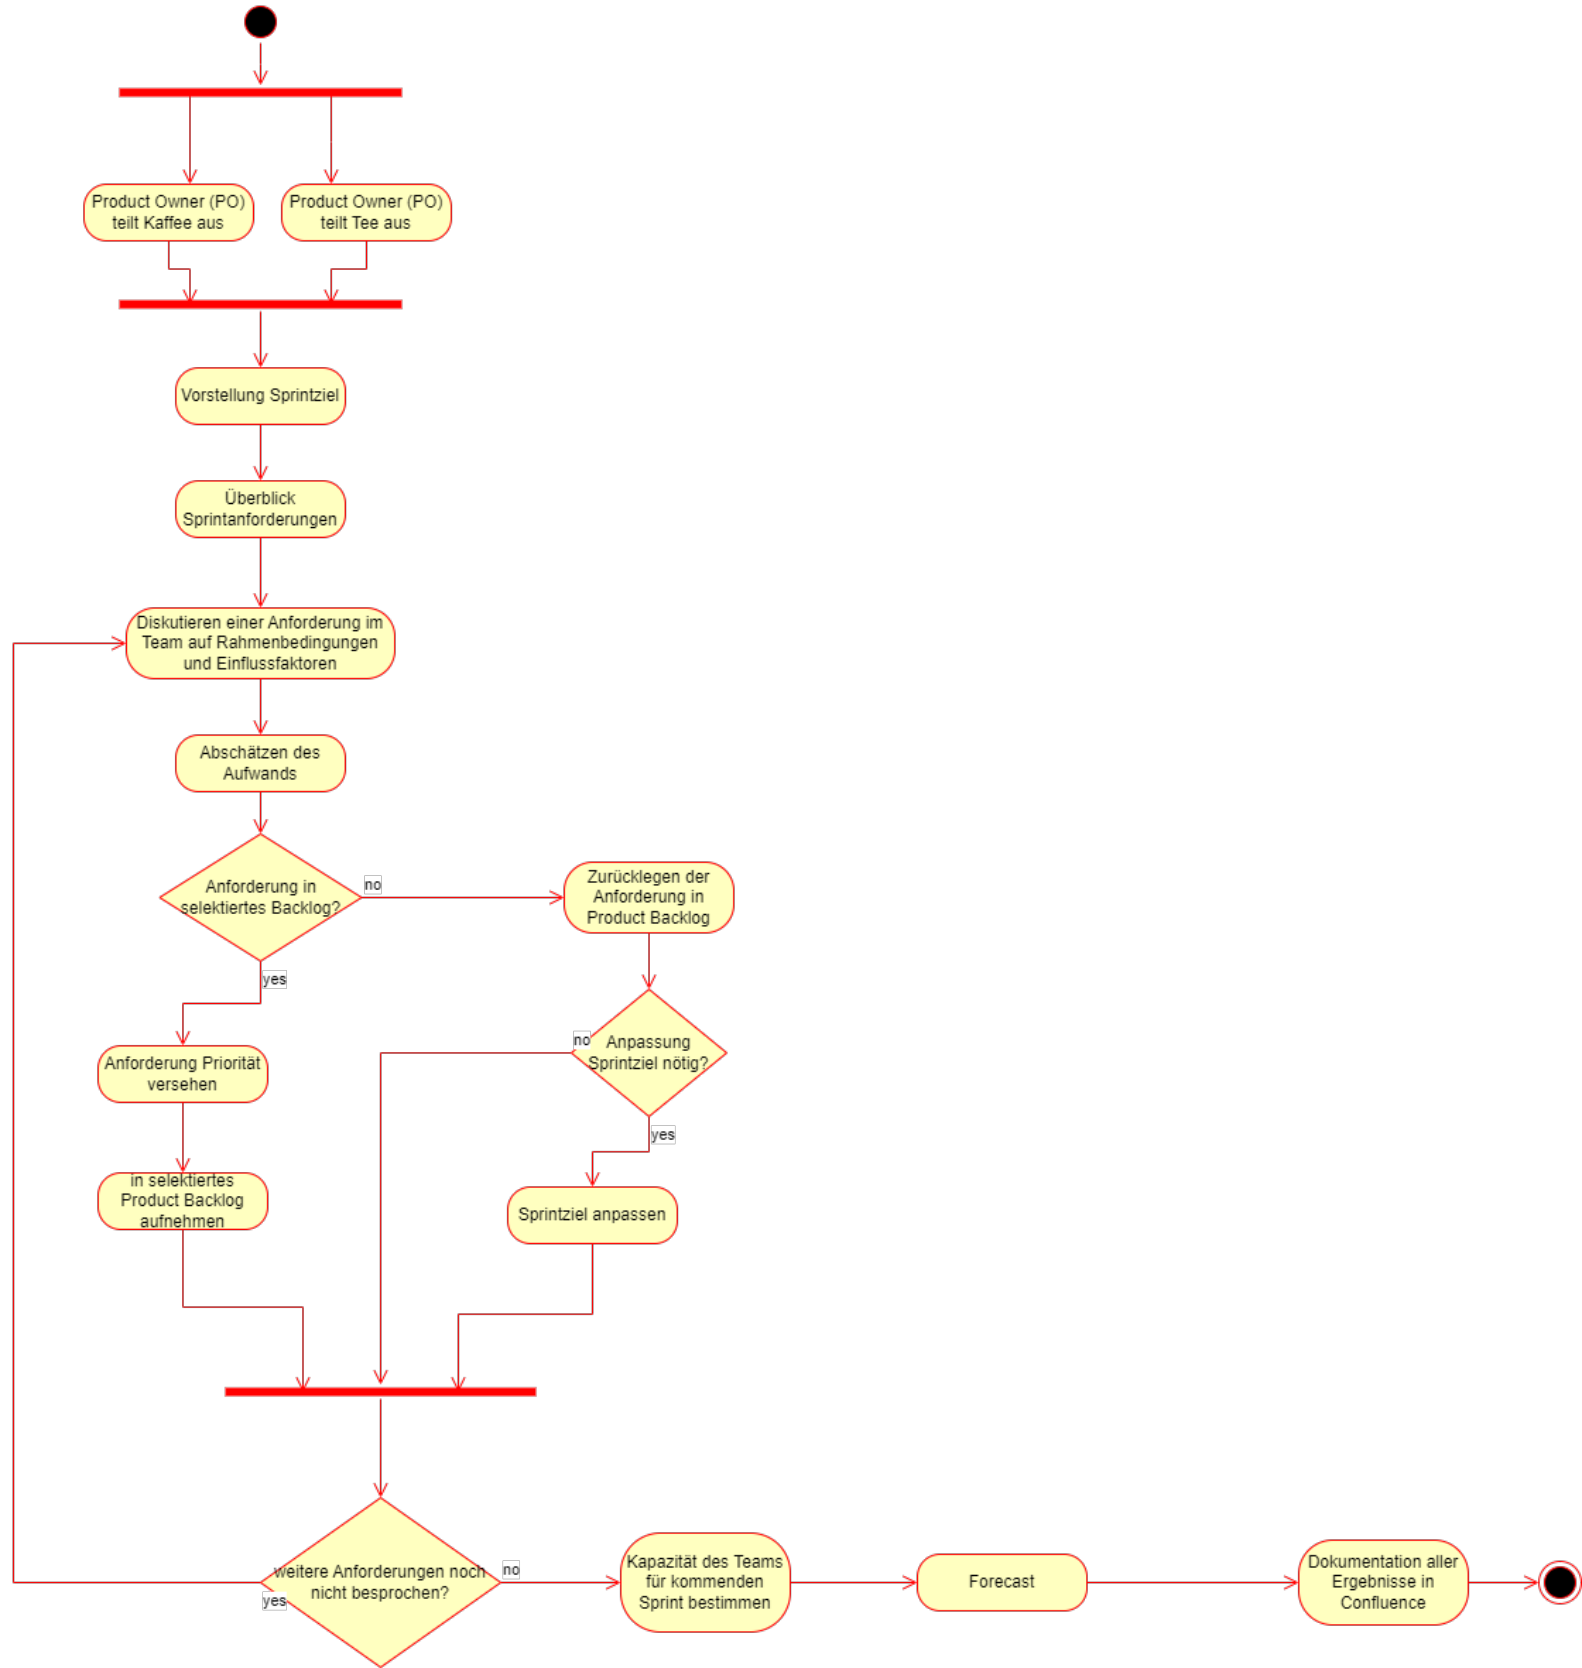 Product Owner (PO)
teilt Kaffee aus
Product Owner (PO)
teilt Tee aus
Vorstellung Sprintziel
Überblick
Sprintanforderungen
Diskutieren einer Anforderung im
Team auf Rahmenbedingungen
und Einflussfaktoren
Abschätzen des
Aufwands
Anforderung in
selektiertes Backlog?
no
yes
Zurücklegen der
Anforderung in
Product Backlog
Anforderung Priorität
versehen
no
Anpassung
Sprintziel nötig?
yes
in selektiertes
Product Backlog
aufnehmen
Sprintziel anpassen
weitere Anforderungen noch
nicht besprochen?
yes
no
Kapazität des Teams
für kommenden
Sprint bestimmen
Forecast
Dokumentation aller
Ergebnisse in
Confluence